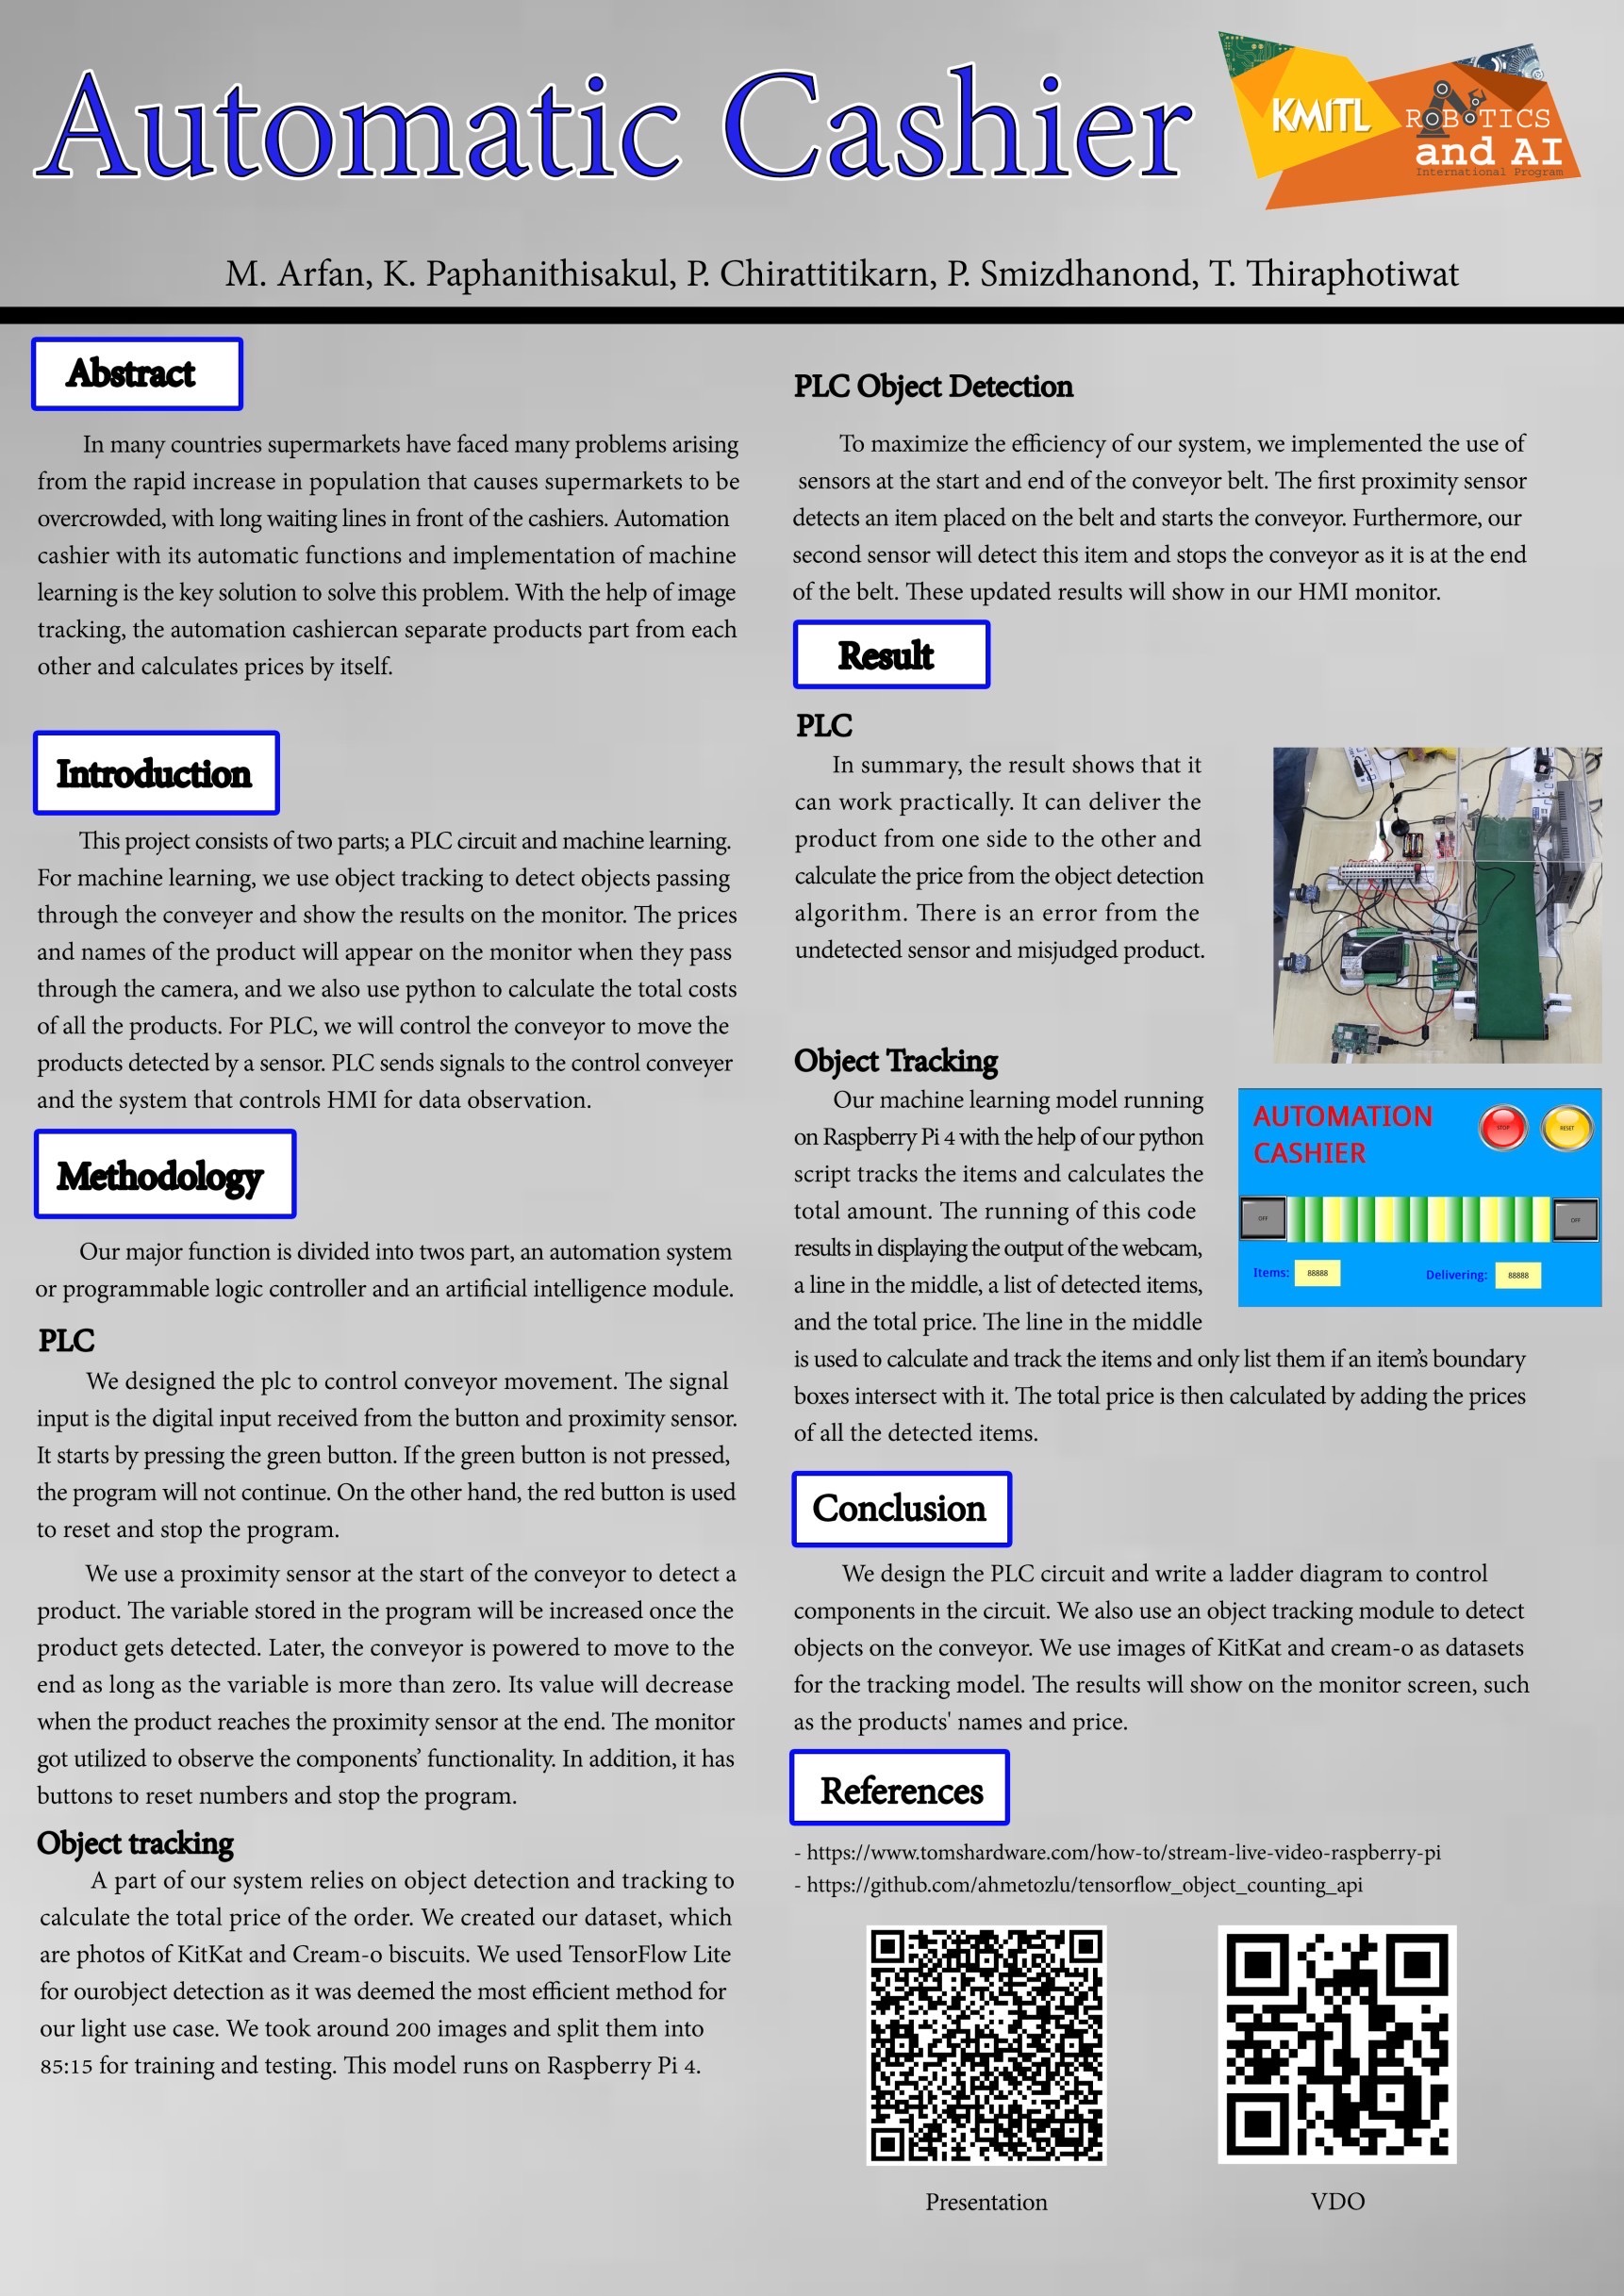 Automatic Cashier
KMITL
ROBOTICS
and AI
International Program
M. Arfan, K. Paphanithisakul, P. Chirattitikarn, P. Smizdhanond, T. Thiraphotiwat
Abstract
In many countries supermarkets have faced many problems arising
from the rapid increase in population that causes supermarkets to be
overcrowded, with long waiting lines in front of the cashiers. Automation
cashier with its automatic functions and implementation of machine
learning is the key solution to solve this problem. With the help of image
tracking, the automation cashiercan separate products part from each
other and calculates prices by itself.
Introduction
This project consists of two parts; a PLC circuit and machine learning.
For machine learning, we use object tracking to detect objects passing
through the conveyer and show the results on the monitor. The prices
and names of the product will appear on the monitor when they pass
through the camera, and we also use python to calculate the total costs
of all the products. For PLC, we will control the conveyor to move the
products detected by a sensor. PLC sends signals to the control conveyer
and the system that controls HMI for data observation.
Methodology
Our major function is divided into twos part, an automation system
or programmable logic controller and an artificial intelligence module.
PLC
We designed the plc to control conveyor movement. The signal
input is the digital input received from the button and proximity sensor.
It starts by pressing the green button. If the green button is not pressed,
the program will not continue. On the other hand, the red button is used
to reset and stop the program.
We use a proximity sensor at the start of the conveyor to detect a
product. The variable stored in the program will be increased once the
product gets detected. Later, the conveyor is powered to move to the
end as long as the variable is more than zero. Its value will decrease
when the product reaches the proximity sensor at the end. The monitor
got utilized to observe the components’ functionality. In addition, it has
buttons to reset numbers and stop the program.
Object tracking
A part of our system relies on object detection and tracking to
calculate the total price of the order. We created our dataset, which
are photos of KitKat and Cream-o biscuits. We used TensorFlow Lite
for ourobject detection as it was deemed the most efficient method for
our light use case. We took around 200 images and split them into
85:15 for training and testing. This model runs on Raspberry Pi 4.
PLC Object Detection
To maximize the efficiency of our system, we implemented the use of
sensors at the start and end of the conveyor belt. The first proximity sensor
detects an item placed on the belt and starts the conveyor. Furthermore, our
second sensor will detect this item and stops the conveyor as it is at the end
of the belt. These updated results will show in our HMI monitor.
Result
PLC
In summary, the result shows that it
can work practically. It can deliver the
product from one side to the other and
calculate the price from the object detection
algorithm. There is an error from the
undetected sensor and misjudged product.
Object Tracking
Our machine learning model running
on Raspberry Pi 4 with the help of our python
script tracks the items and calculates the
total amount. The running of this code
results in displaying the output of the webcam,
a line in the middle, a list of detected items,
and the total price. The line in the middle
is used to calculate and track the items and only list them if an item’s boundary
boxes intersect with it. The total price is then calculated by adding the prices
of all the detected items.
AUTOMATION
CASHIER
STOP
RESET
OFF
OFF
Items: 88888
Delivering: 88888
Conclusion
We design the PLC circuit and write a ladder diagram to control
components in the circuit. We also use an object tracking module to detect
objects on the conveyor. We use images of KitKat and cream-o as datasets
for the tracking model. The results will show on the monitor screen, such
as the products' names and price.
References
- https://www.tomshardware.com/how-to/stream-live-video-raspberry-pi
- https://github.com/ahmetozlu/tensorflow_object_counting_api
Presentation
VDO